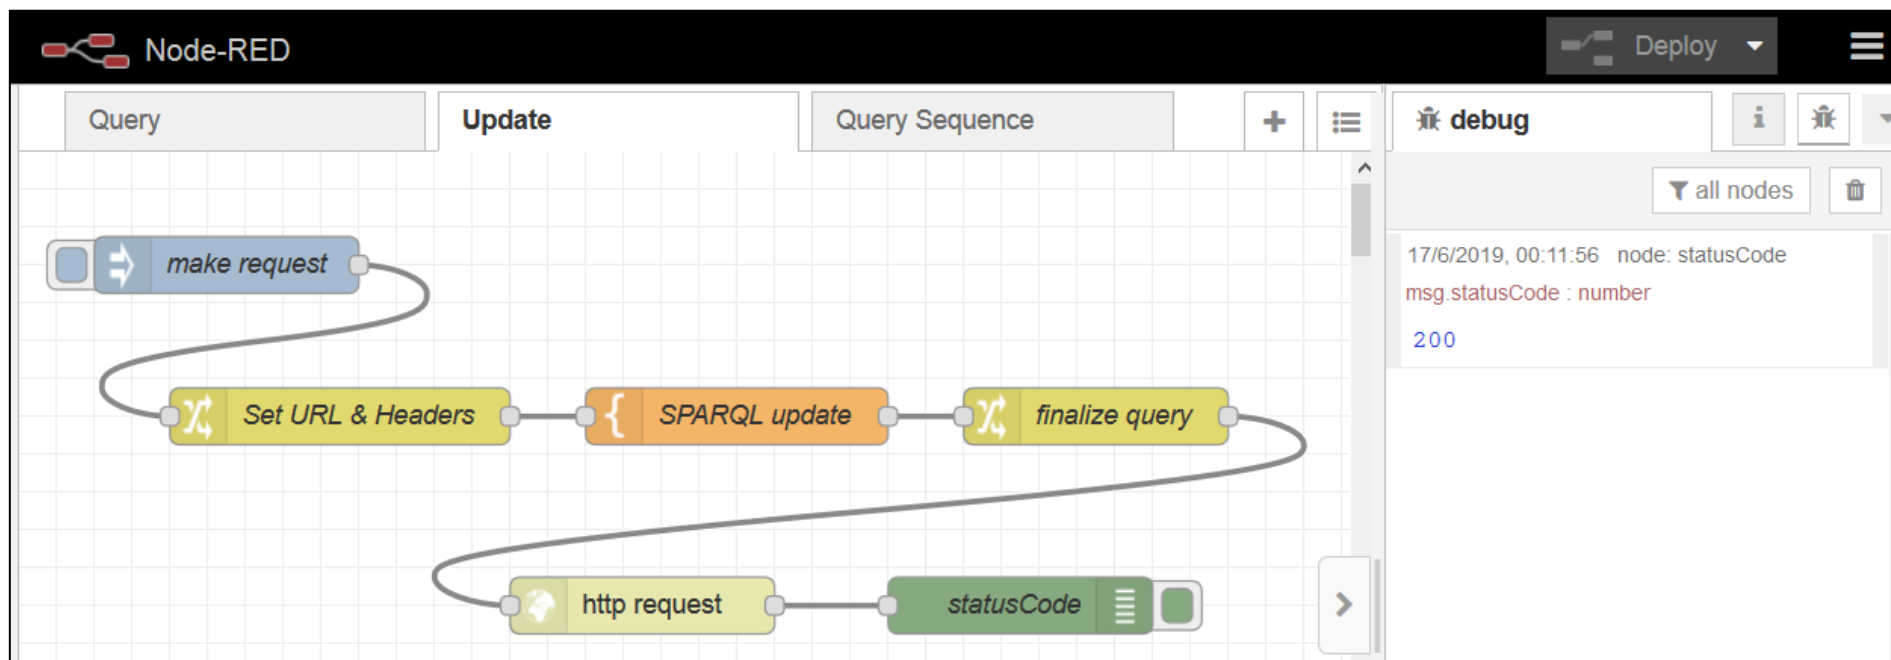 Node-RED
Deploy
Query
Update
Query Sequence
+
i
debug
all nodes
17/6/2019, 00:11:56 node: statusCode
msg.statusCode : number
200
make request
Set URL & Headers
{
SPARQL update
finalize query
http request
statusCode